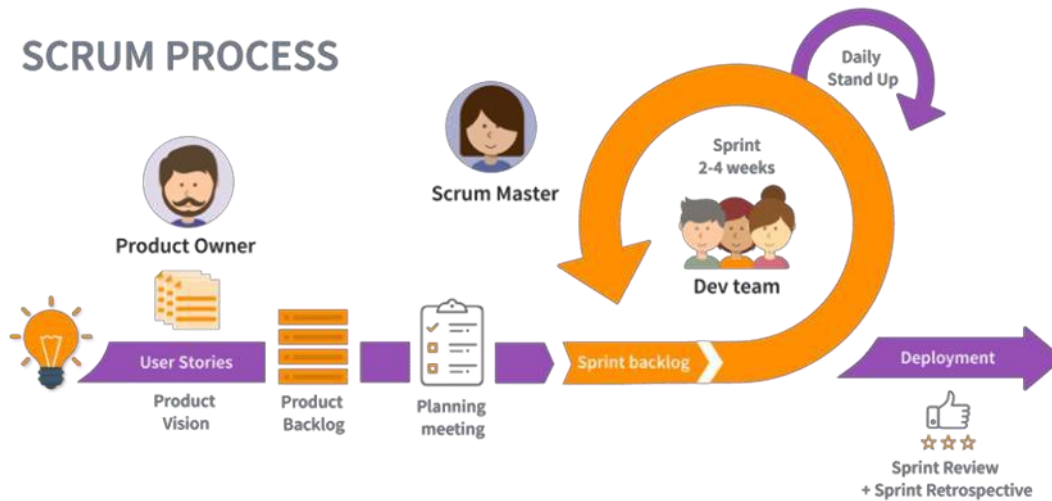 SCRUM PROCESS
Daily
Stand Up
Sprint
2-4 weeks
Scrum Master
Product Owner
Dev team
User Stories
Sprint backlog
Deployment
Product
Vision
Product
Backlog
Planning
meeting
Sprint Review
+ Sprint Retrospective